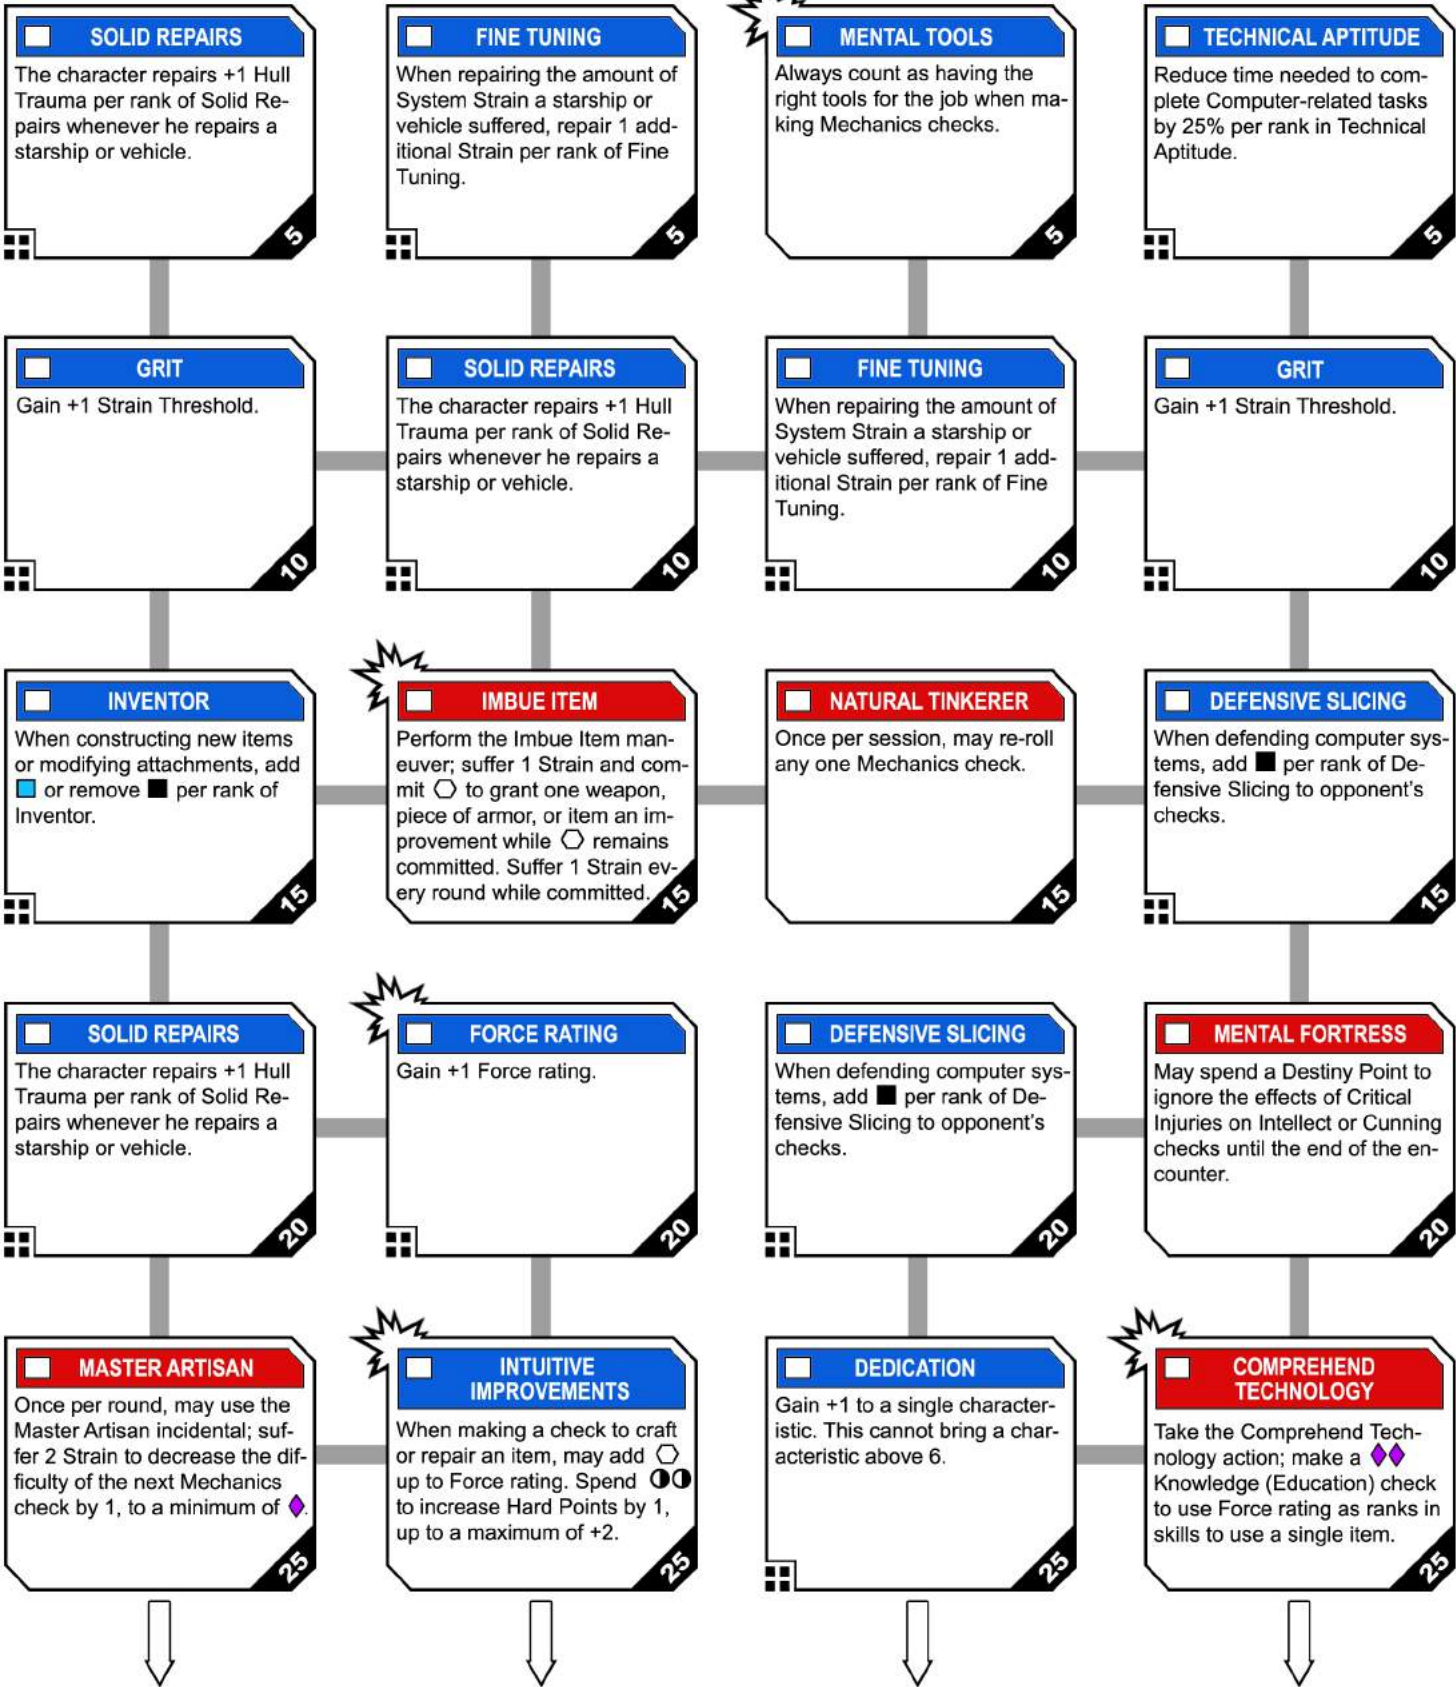 SOLID REPAIRS
The character repairs +1 Hull
Trauma per rank of Solid Re-
pairs whenever he repairs a
starship or vehicle.
5
FINE TUNING
When repairing the amount of
System Strain a starship or
vehicle suffered, repair 1 add-
itional Strain per rank of Fine
Tuning.
5
MENTAL TOOLS
Always count as having the
right tools for the job when ma-
king Mechanics checks.
5
TECHNICAL APTITUDE
Reduce time needed to com-
plete Computer-related tasks
by 25% per rank in Technical
Aptitude.
5
GRIT
Gain +1 Strain Threshold.
10
SOLID REPAIRS
The character repairs +1 Hull
Trauma per rank of Solid Re-
pairs whenever he repairs a
starship or vehicle.
10
FINE TUNING
When repairing the amount of
System Strain a starship or
vehicle suffered, repair 1 add-
itional Strain per rank of Fine
Tuning.
10
GRIT
Gain +1 Strain Threshold.
10
INVENTOR
When constructing new items
or modifying attachments, add
or remove per rank of
Inventor.
15
IMBUE ITEM
Perform the Imbue Item man-
euver; suffer 1 Strain and com-
mit to grant one weapon,
piece of armor, or item an im-
provement while remains
committed. Suffer 1 Strain ev-
ery round while committed.
15
NATURAL TINKERER
Once per session, may re-roll
any one Mechanics check.
15
DEFENSIVE SLICING
When defending computer sys-
tems, add per rank of De-
fensive Slicing to opponent's
checks.
15
SOLID REPAIRS
The character repairs +1 Hull
Trauma per rank of Solid Re-
pairs whenever he repairs a
starship or vehicle.
20
FORCE RATING
Gain +1 Force rating.
20
DEFENSIVE SLICING
When defending computer sys-
tems, add per rank of De-
fensive Slicing to opponent's
checks.
20
MENTAL FORTRESS
May spend a Destiny Point to
ignore the effects of Critical
Injuries on Intellect or Cunning
checks until the end of the en-
counter.
20
MASTER ARTISAN
Once per round, may use the
Master Artisan incidental; suf-
fer 2 Strain to decrease the dif-
ficulty of the next Mechanics
check by 1, to a minimum of .
25
INTUITIVE
IMPROVEMENTS
When making a check to craft
or repair an item, may add
up to Force rating. Spend
to increase Hard Points by 1,
up to a maximum of +2.
25
DEDICATION
Gain +1 to a single character-
istic. This cannot bring a char-
acteristic above 6.
25
COMPREHEND
TECHNOLOGY
Take the Comprehend Tech-
nology action; make a
Knowledge (Education) check
to use Force rating as ranks in
skills to use a single item.
25